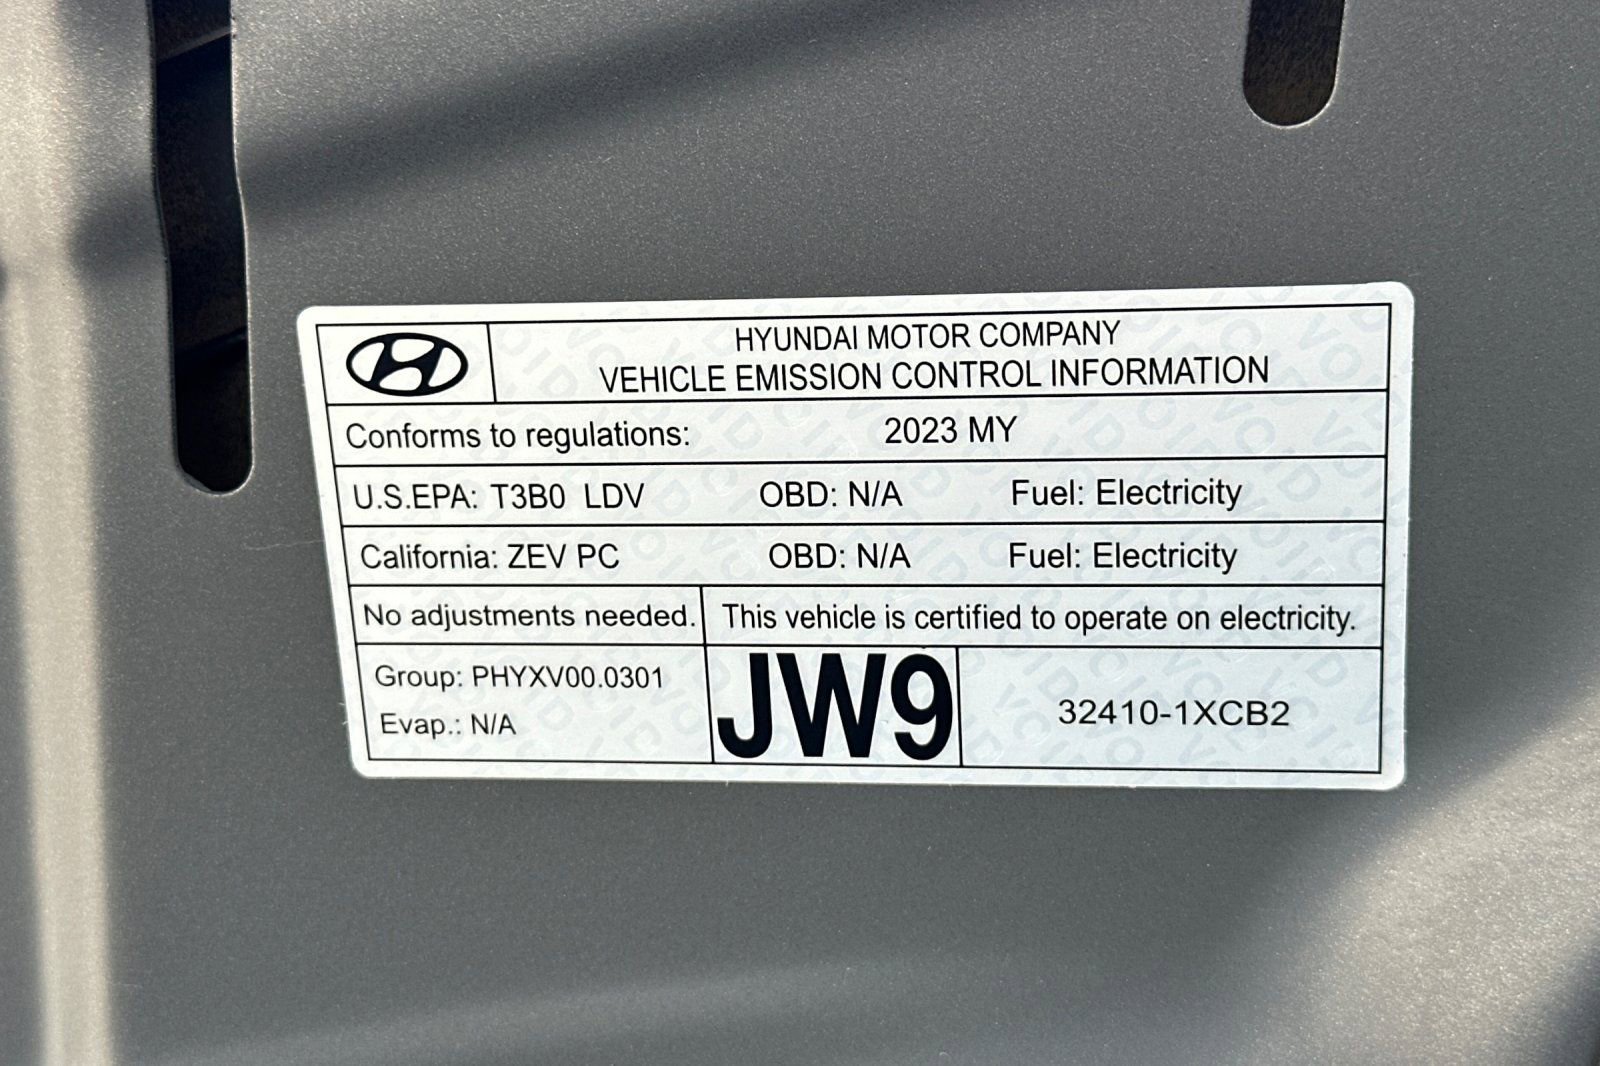 HYUNDAI MOTOR COMPANY
VEHICLE EMISSION CONTROL INFORMATION
Conforms to regulations: 2023 MY
U.S.EPA: T3B0 LDV OBD: N/A Fuel: Electricity
California: ZEV PC OBD: N/A Fuel: Electricity
No adjustments needed. This vehicle is certified to operate on electricity.
Group: PHYXV00.0301
Evap.: N/A
JW9
32410-1XCB2